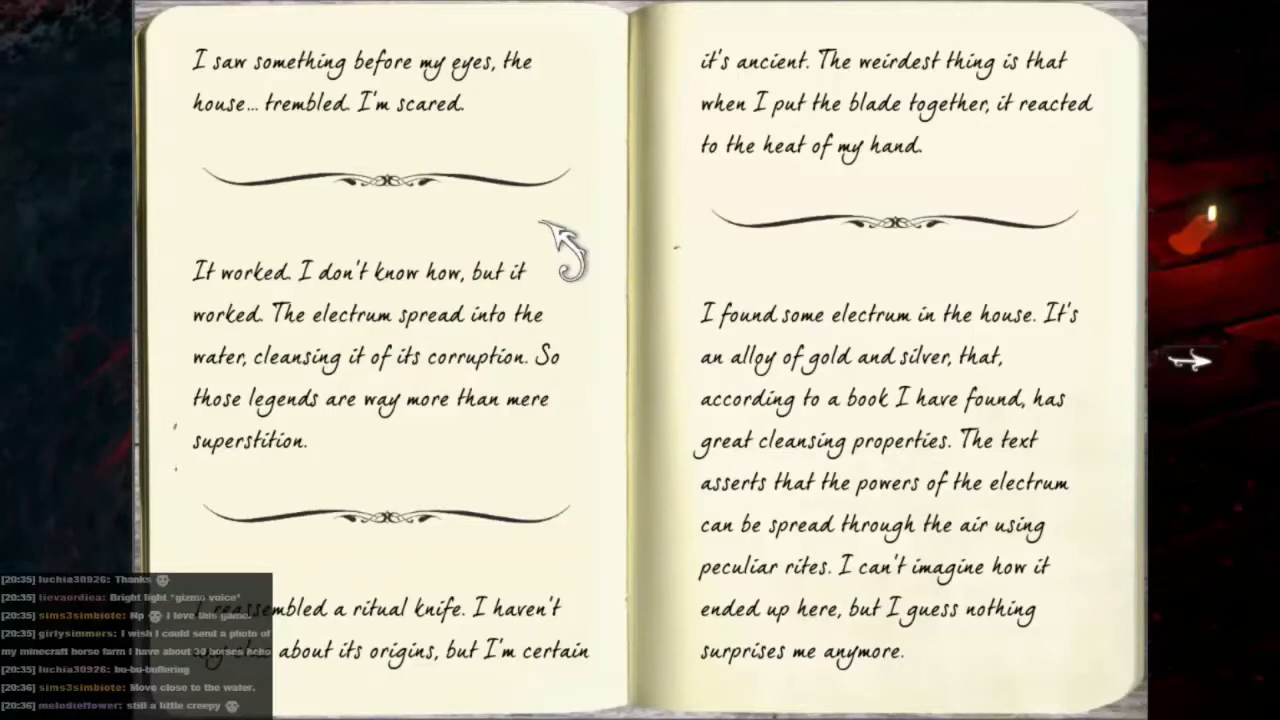 I saw something before my eyes, the
house... trembled. I'm scared.
It worked. I don't know how, but it
worked. The electrum spread into the
water, cleansing it of its corruption. So
those legends are way more than mere
superstition.
I reassembled a ritual knife. I haven't
about its origins, but I'm certain
it's ancient. The weirdest thing is that
when I put the blade together, it reacted
to the heat of my hand.
I found some electrum in the house. It's
an alloy of gold and silver, that,
according to a book I have found, has
great cleansing properties. The text
asserts that the powers of the electrum
can be spread through the air using
peculiar rites. I can't imagine how it
ended up here, but I guess nothing
surprises me anymore.
[20:35] luchia30926: Thanks
[20:35] lievaordiea: Bright light *gizmo voice*
[20:35] sims3simbiote: Np I love this game.
[20:35] girlysimmers: I wish I could send a photo of
my minecraft horse farm I have about 30 horses hehe
[20:35] luchia30926: bu-bu-buffering
[20:36] sims3simbiote: Move close to the water.
[20:36] melodieflower: still a little creepy